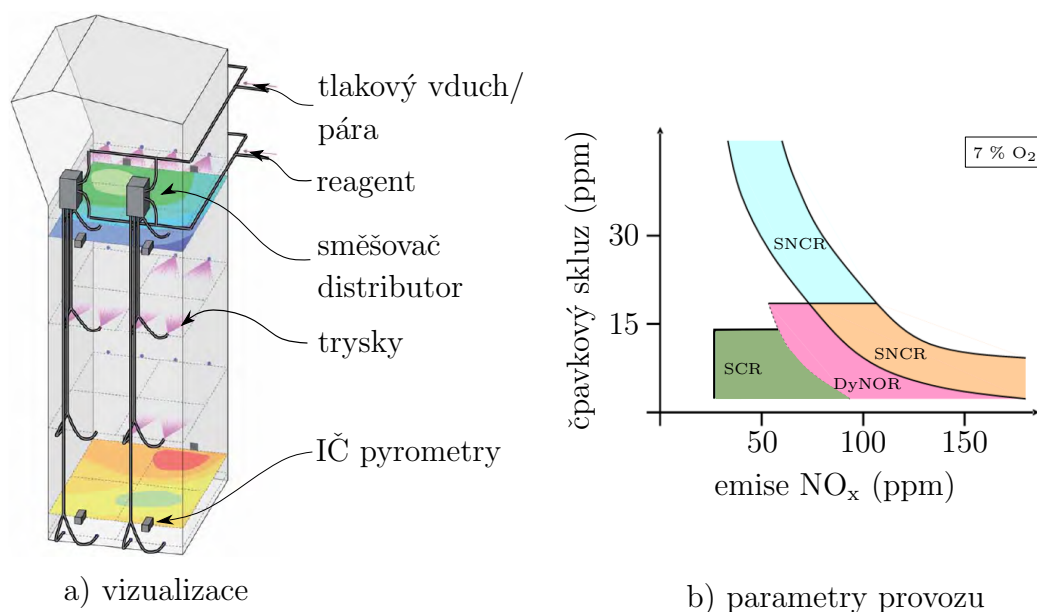 tlakový vduch/
pára
reagent
směšovač
distributor
trysky
IČ pyrometry
a) vizualizace
čpavkový skluz (ppm)
30
15
7 % O₂
SNCR
SNCR
SCR
DyNOR
50 100 150
emise NOₓ (ppm)
b) parametry provozu